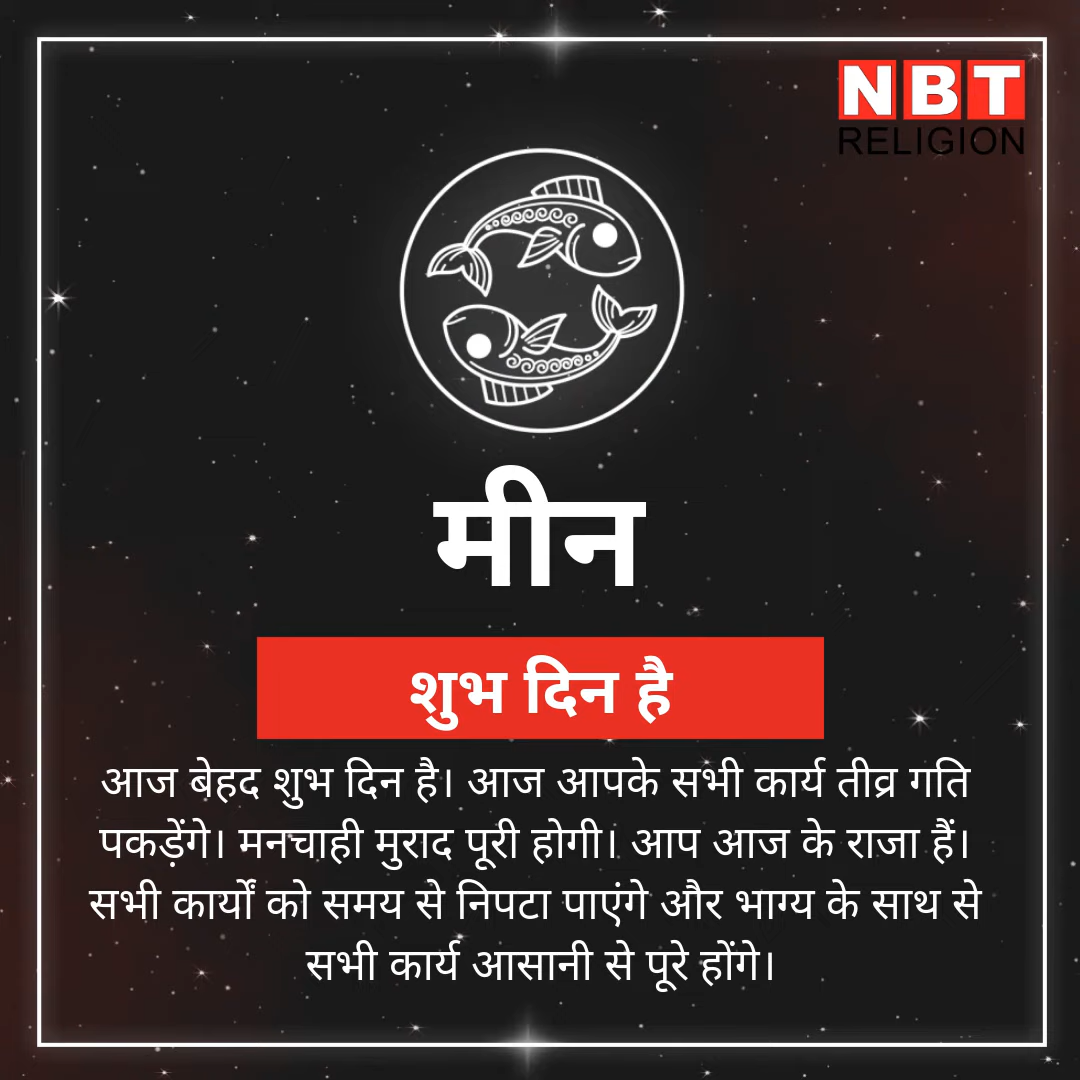 NBT
RELIGION
मीन
शुभ दिन है
आज बेहद शुभ दिन है। आज आपके सभी कार्य तीव्र गति
पकड़ेंगे। मनचाही मुराद पूरी होगी। आप आज के राजा हैं।
सभी कार्यों को समय से निपटा पाएंगे और भाग्य के साथ से
सभी कार्य आसानी से पूरे होंगे।